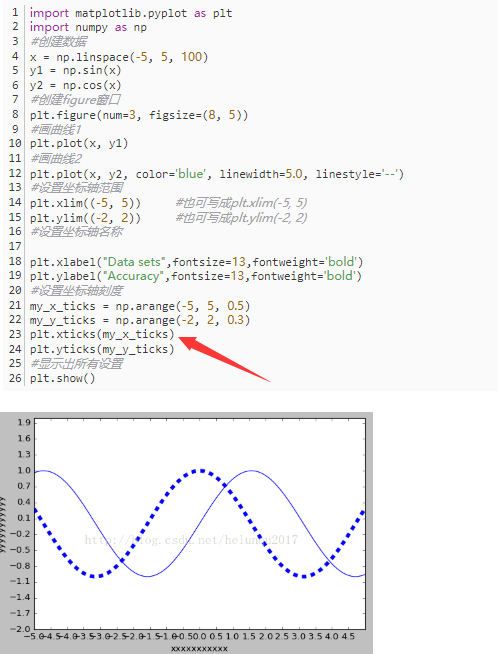 1 import matplotlib.pyplot as plt
2 import numpy as np
3 #创建数据
4 x = np.linspace(-5, 5, 100)
5 y1 = np.sin(x)
6 y2 = np.cos(x)
7 #创建figure窗口
8 plt.figure(num=3, figsize=(8, 5))
9 #画曲线1
10 plt.plot(x, y1)
11 #画曲线2
12 plt.plot(x, y2, color='blue', linewidth=5.0, linestyle='--')
13 #设置坐标轴范围
14 plt.xlim((-5, 5)) #也可写成plt.xlim(-5, 5)
15 plt.ylim((-2, 2)) #也可写成plt.ylim(-2, 2)
16 #设置坐标轴名称
17
18 plt.xlabel("Data sets",fontsize=13,fontweight='bold')
19 plt.ylabel("Accuracy",fontsize=13,fontweight='bold')
20 #设置坐标轴刻度
21 my_x_ticks = np.arange(-5, 5, 0.5)
22 my_y_ticks = np.arange(-2, 2, 0.3)
23 plt.xticks(my_x_ticks)
24 plt.yticks(my_y_ticks)
25 #显示出所有设置
26 plt.show()
1.9
1.6
1.3
1.0
0.7
0.4
0.1
−0.2
−0.5
−0.8
−1.1
−1.4
−1.7
−2.0
−5.0−4.5−4.0−3.5−3.0−2.5−2.0−1.5−1.0−0.50.0 0.5 1.0 1.5 2.0 2.5 3.0 3.5 4.0 4.5
xxxxxxxxxxx